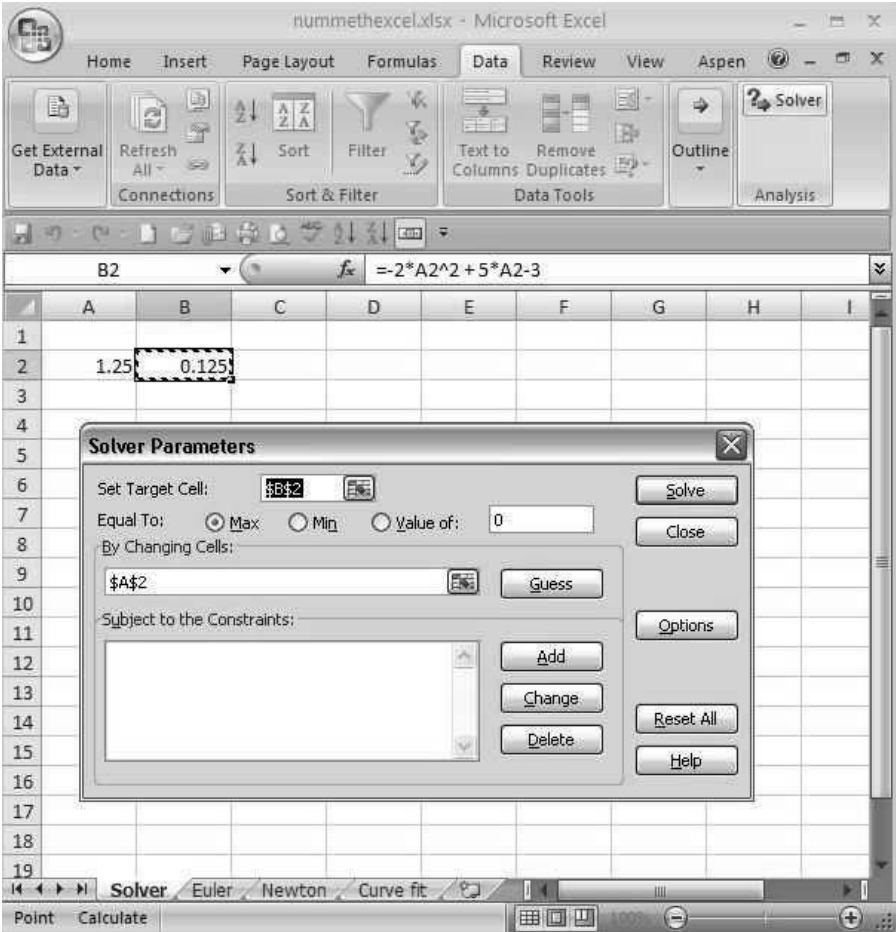 nummethexcel.xlsx - Microsoft Excel
Home Insert Page Layout Formulas Data Review View Aspen
Get External Data
Refresh All
Connections
A Z
Z A
A Z
Z A
Sort
Filter
Sort & Filter
Text to Columns
Remove Duplicates
Data Tools
Outline
? Solver
Analysis
B2 fx =-2*A2^2 + 5*A2-3
A B C D E F G H I
1
2 1.25 0.125
3
4
5
6
7
8
9
10
11
12
13
14
15
16
17
18
19
Solver Parameters
Set Target Cell: $B$2 Solve
Equal To: Max Min Value of: 0 Close
By Changing Cells:
$A$2 Guess
Subject to the Constraints: Options
Add
Change Reset All
Delete Help
Solver Euler Newton Curve fit
Point Calculate 100%